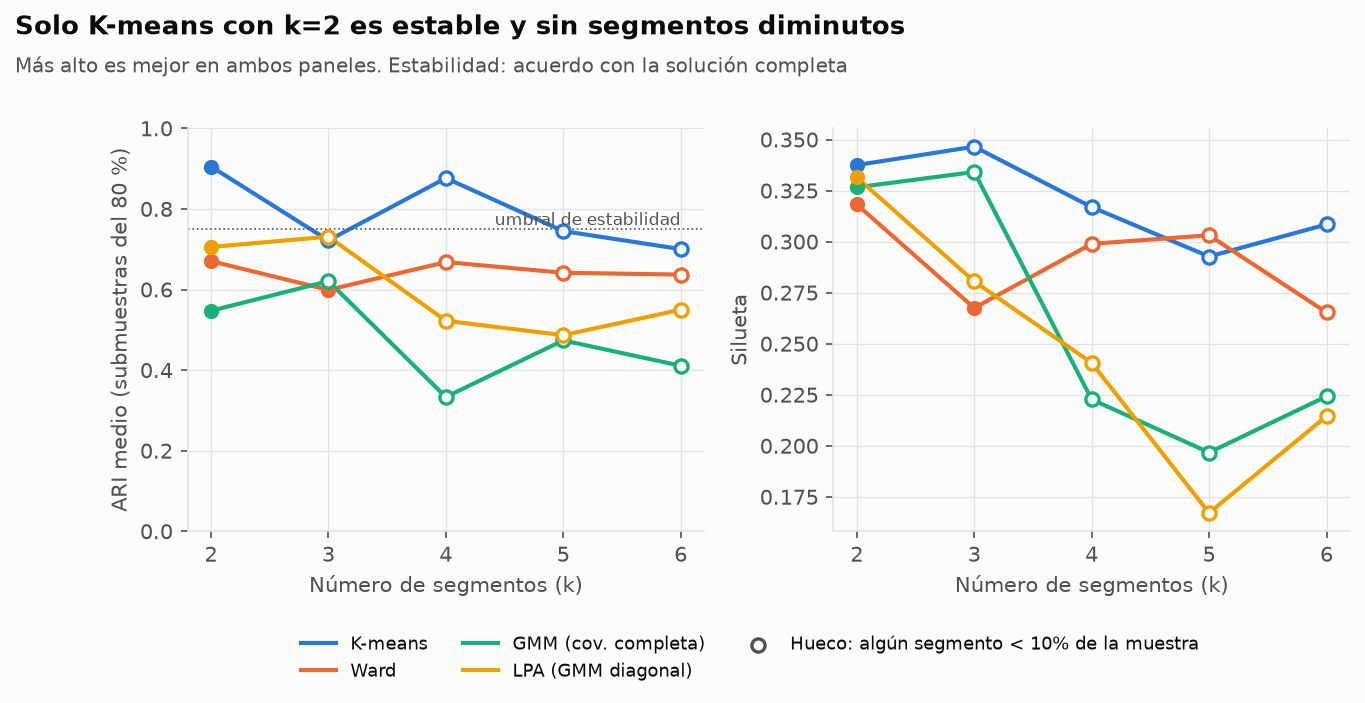 Solo K-means con k=2 es estable y sin segmentos diminutos
Más alto es mejor en ambos paneles. Estabilidad: acuerdo con la solución completa
ARI medio (submuestras del 80 %)
1.0
0.8
0.6
0.4
0.2
0.0
umbral de estabilidad
2 3 4 5 6
Número de segmentos (k)
Silueta
0.350
0.325
0.300
0.275
0.250
0.225
0.200
0.175
2 3 4 5 6
Número de segmentos (k)
K-means
Ward
GMM (cov. completa)
LPA (GMM diagonal)
Hueco: algún segmento < 10% de la muestra